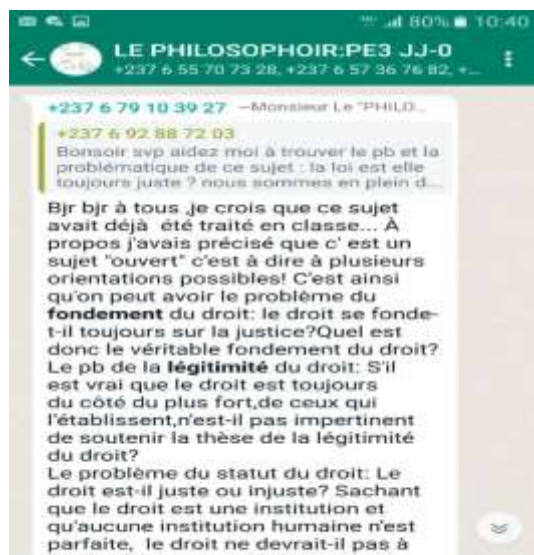 80% 10:40
LE PHILOSOPHOIR:PE3 JJ-0
+237 6 55 70 73 28, +237 6 57 36 76 82, +...
+237 6 79 10 39 27 ~Monsieur Le "PHILO...
+237 6 92 88 72 03
Bonsoir svp aidez moi à trouver le pb et la
problématique de ce sujet : la loi est elle
toujours juste ? nous sommes en plein d...
Bjr bjr à tous ,je crois que ce sujet
avait déjà été traité en classe... À
propos j'avais précisé que c' est un
sujet "ouvert" c'est à dire à plusieurs
orientations possibles! C'est ainsi
qu'on peut avoir le problème du
fondement du droit: le droit se fonde-
t-il toujours sur la justice?Quel est
donc le véritable fondement du droit?
Le pb de la légitimité du droit: S'il
est vrai que le droit est toujours
du côté du plus fort,de ceux qui
l'établissent,n'est-il pas impertinent
de soutenir la thèse de la légitimité
du droit?
Le problème du statut du droit: Le
droit est-il juste ou injuste? Sachant
que le droit est une institution et
qu'aucune institution humaine n'est
parfaite, le droit ne devrait-il pas à